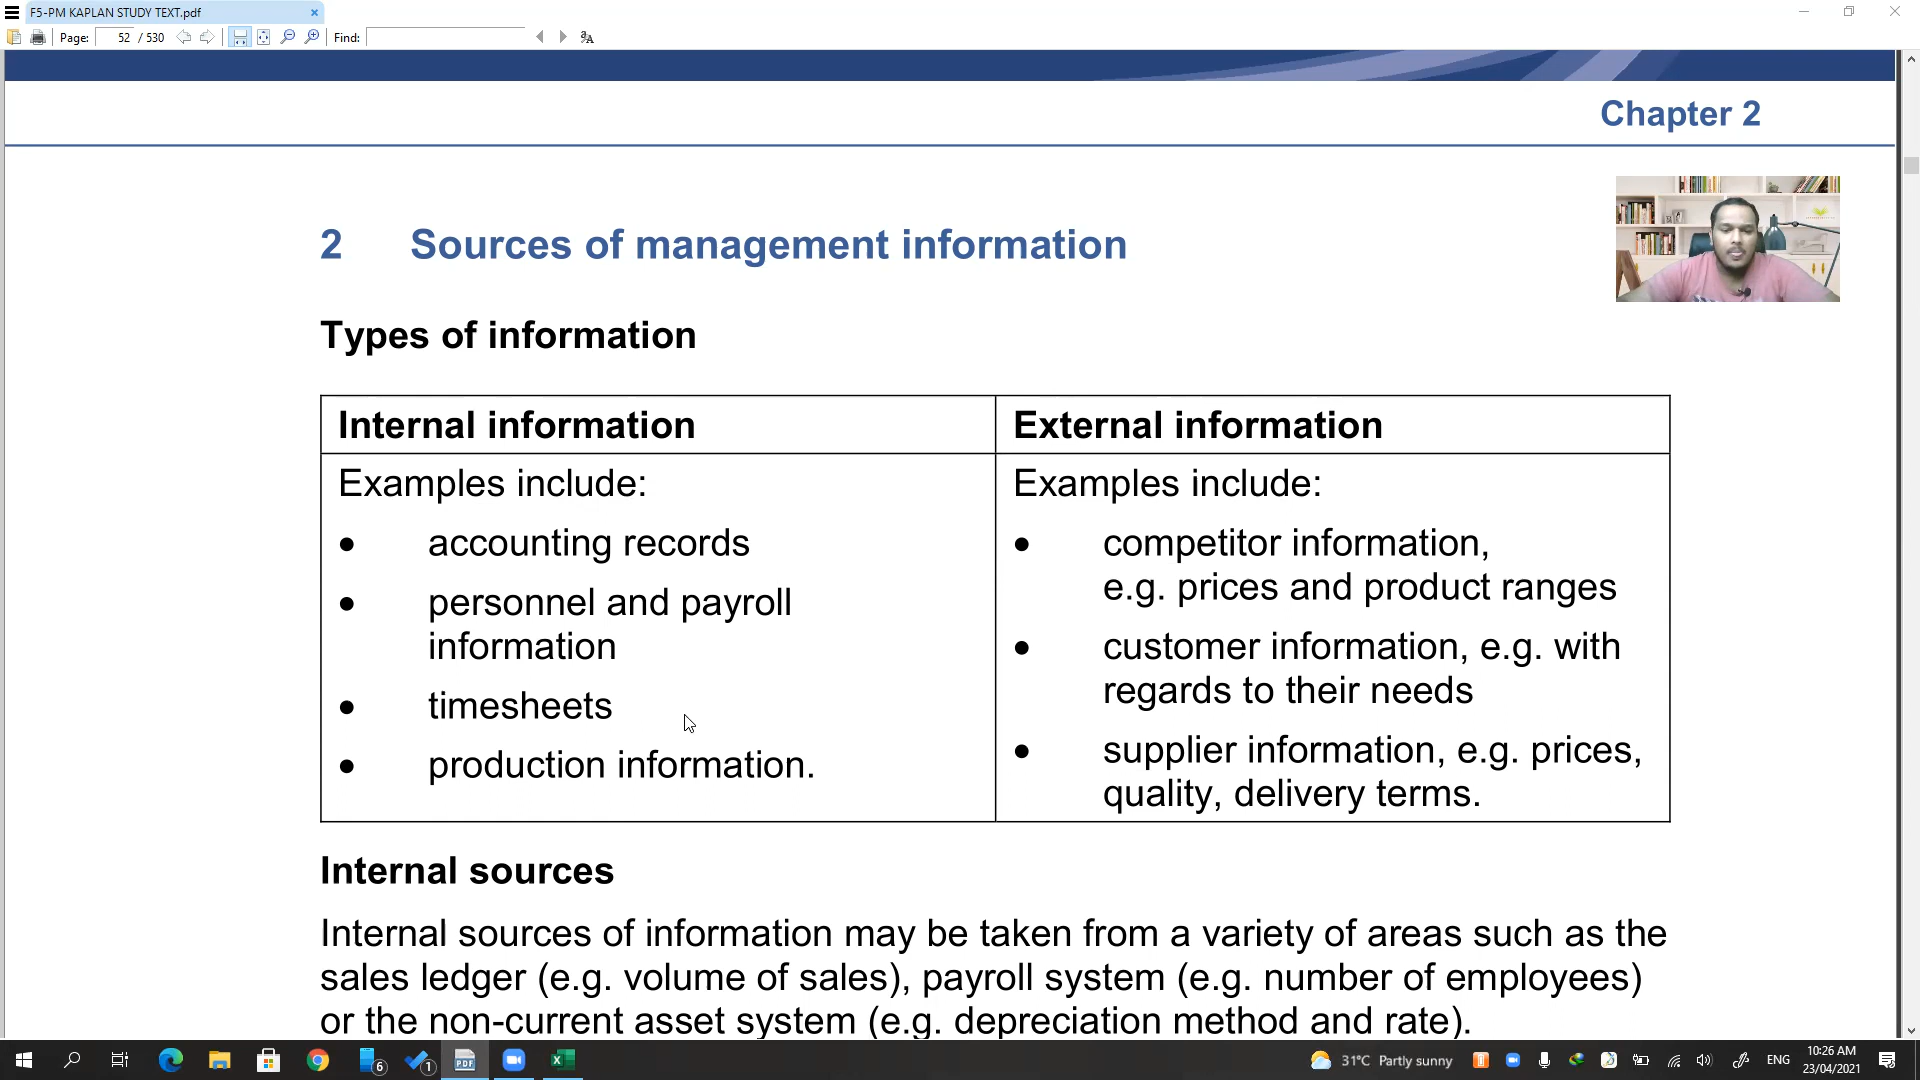 F5-PM KAPLAN STUDY TEXT.pdf
Page: 52 / 530 Find:
Chapter 2
2 Sources of management information
Types of information
Internal information
Examples include:
• accounting records
• personnel and payroll
information
• timesheets
• production information.
External information
Examples include:
• competitor information,
e.g. prices and product ranges
• customer information, e.g. with
regards to their needs
• supplier information, e.g. prices,
quality, delivery terms.
Internal sources
Internal sources of information may be taken from a variety of areas such as the
sales ledger (e.g. volume of sales), payroll system (e.g. number of employees)
or the non-current asset system (e.g. depreciation method and rate).
6
1
PDF
31°C Partly sunny
ENG
10:26 AM
23/04/2021